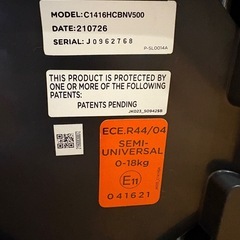 MODEL: C1416HCBNV500
DATE: 210726
SERIAL: J0962768
P-SL0014A
THIS PRODUCT IS PROTECTED BY
ONE OR MORE OF THE FOLLOWING
PATENTS PENDING
ECE.R44/04
SEMI-
UNIVERSAL
0-18kg
E11
041621